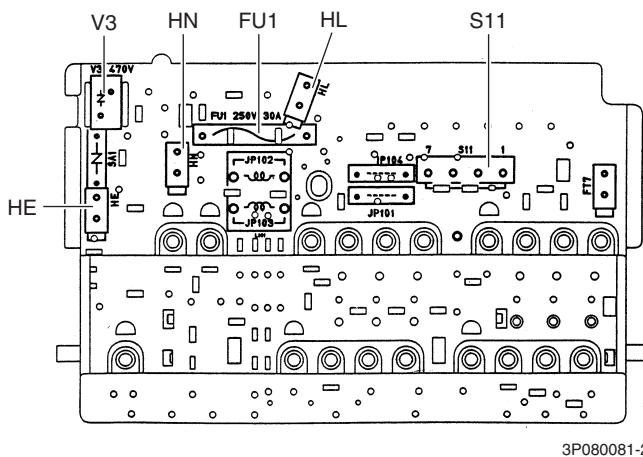 V3 HN FU1 HL S11
V3 470V
HL
FU1 250V 30A
SA1
HN
JP102
JP104
7 S11 1
HE
HE
JP101
FT7
JP103
3P080081-2